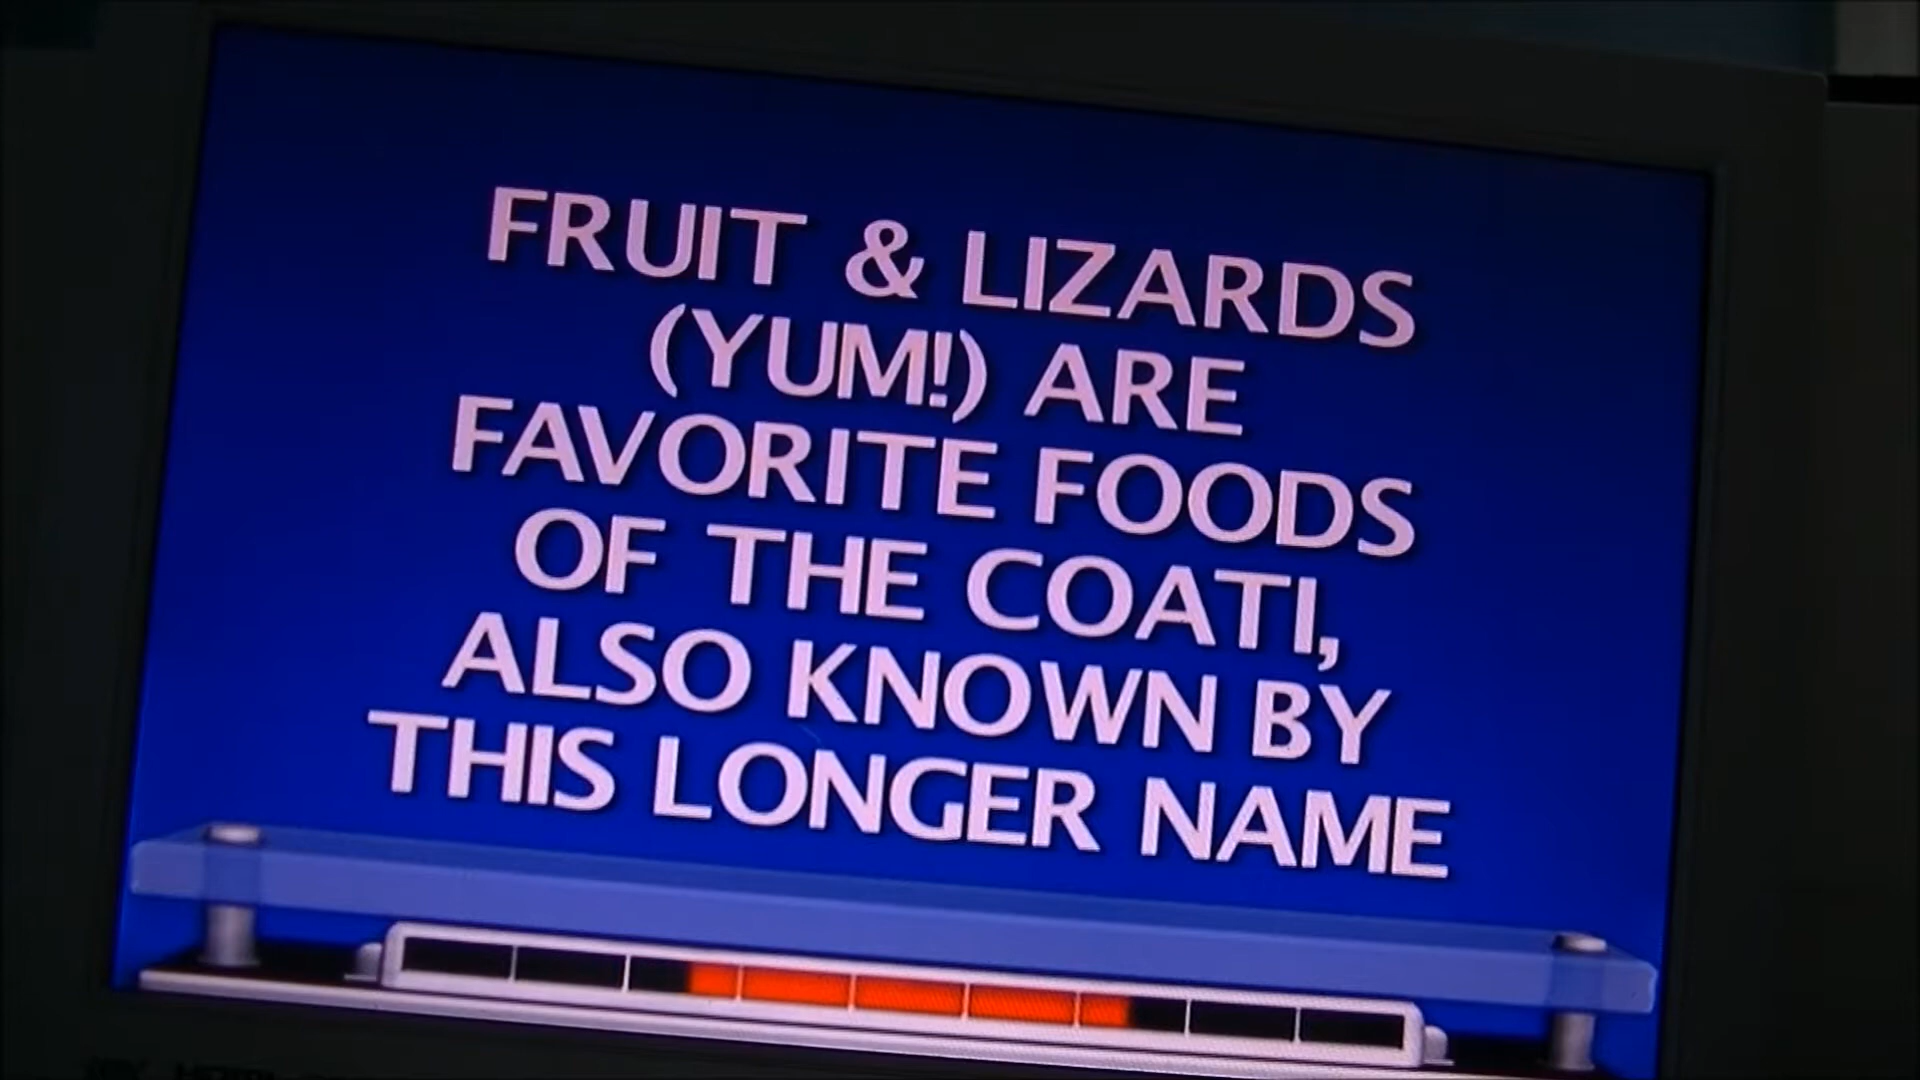 FRUIT & LIZARDS
(YUM!) ARE
FAVORITE FOODS
OF THE COATI,
ALSO KNOWN BY
THIS LONGER NAME